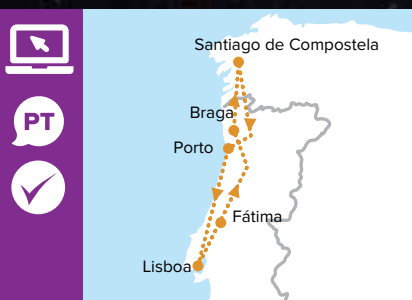 Santiago de Compostela
PT
Braga
Porto
Fátima
Lisboa